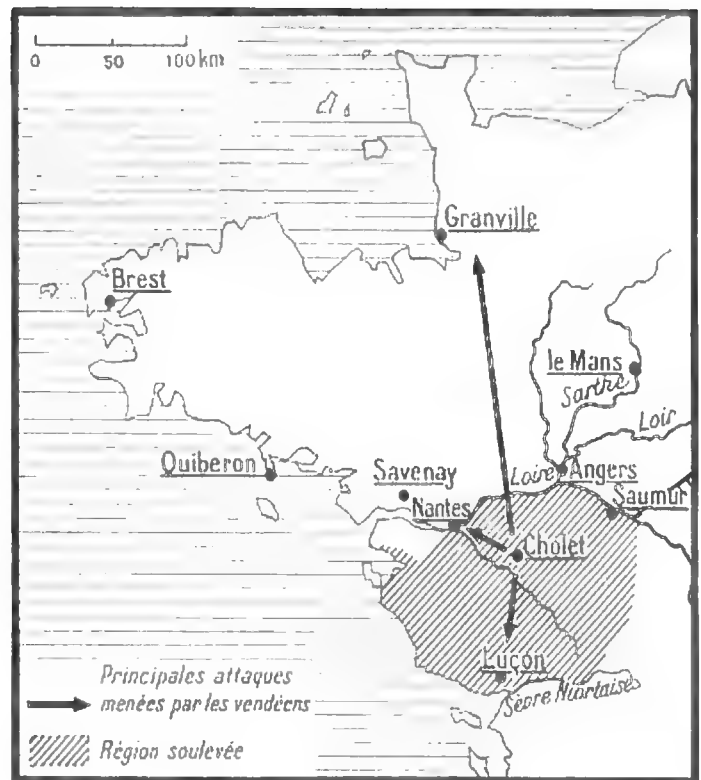 0 50 100 km
Granville
Brest
le Mans
Sarthe
Loir
Quiberon
Savenay
Loire
Angers
Nantes
Saumur
Cholet
Luçon
Sèvre Niortaise
Principales attaques
menées par les vendéens
Région soulevée